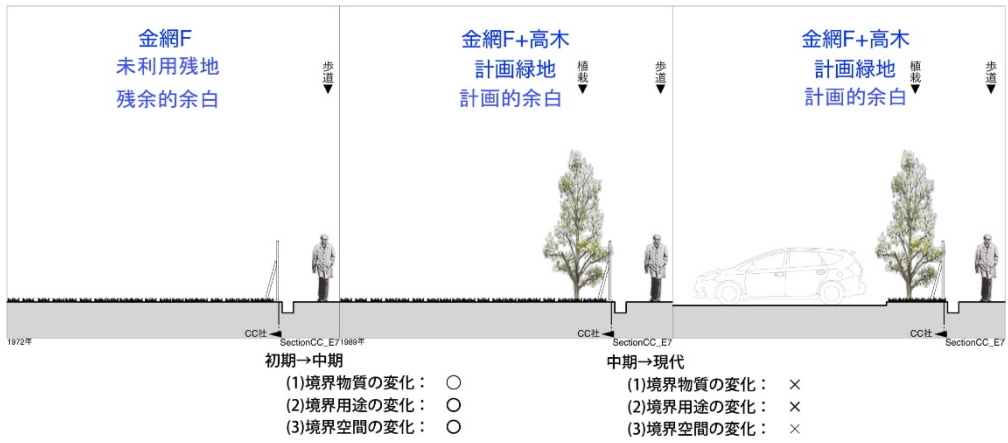 金網F
未利用残地
残余的余白
歩道
CC社
1972年
SectionCC_E7
金網F+高木
計画緑地
計画的余白
植栽
歩道
CC社
1989年
SectionCC_E7
金網F+高木
計画緑地
計画的余白
植栽
歩道
CC社
SectionCC_E7
初期→中期
(1)境界物質の変化： ○
(2)境界用途の変化： ○
(3)境界空間の変化： ○
中期→現代
(1)境界物質の変化： ×
(2)境界用途の変化： ×
(3)境界空間の変化： ×